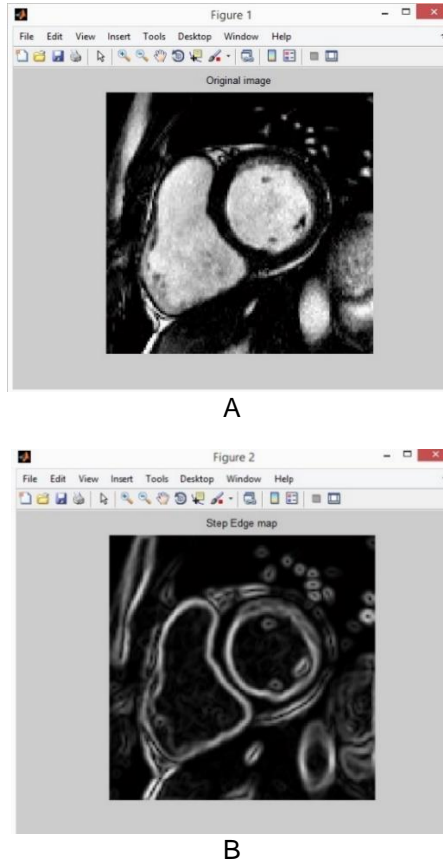 Figure 1
File Edit View Insert Tools Desktop Window Help
Original image
A
Figure 2
File Edit View Insert Tools Desktop Window Help
Step Edge map
B